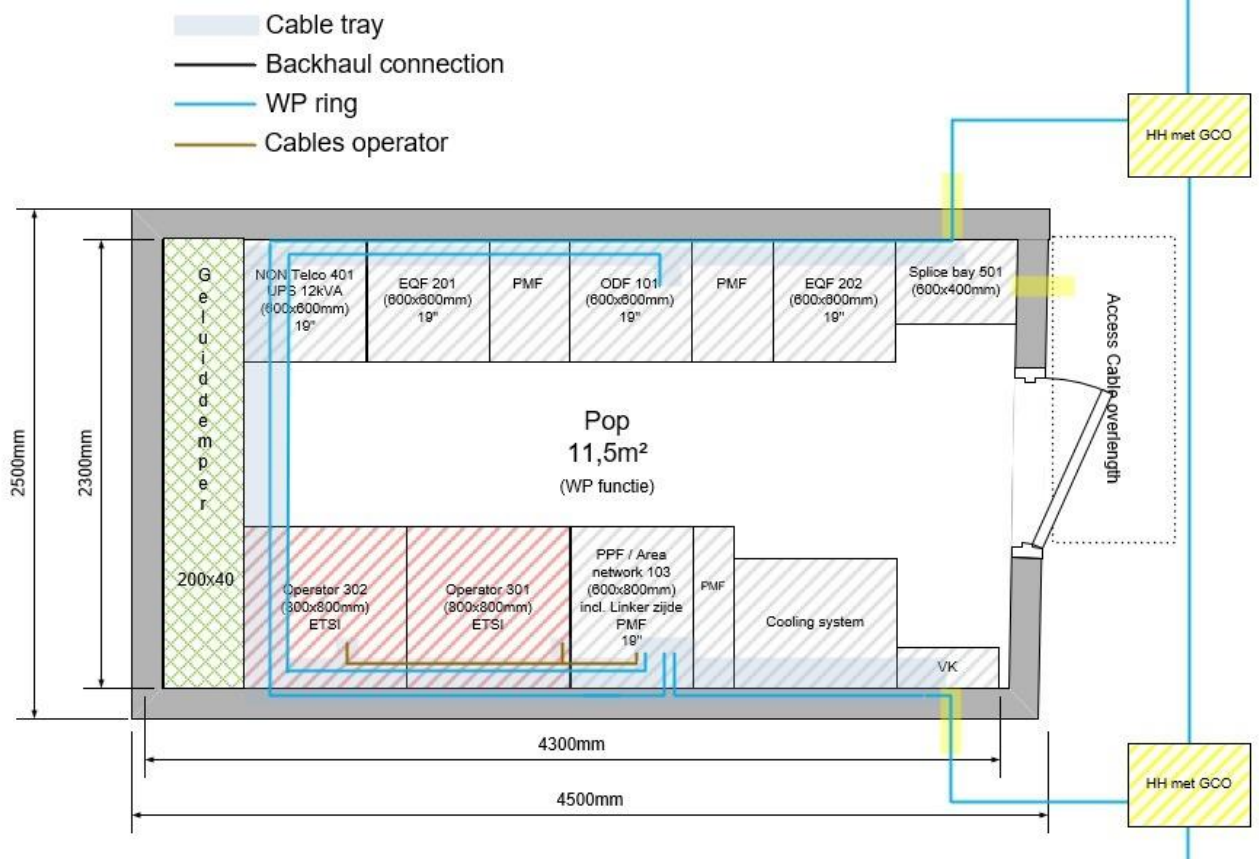 Cable tray
Backhaul connection
WP ring
Cables operator
HH met GCO
NON Telco 401
UPS 12kVA
(600x600mm)
19"
EQF 201
(600x600mm)
19"
PMF
ODF 101
(600x600mm)
19"
PMF
EQF 202
(600x600mm)
19"
Splice bay 501
(600x400mm)
Geluiddemper
200x40
Access Cable overlength
2500mm
2300mm
Pop
11,5m²
(WP functie)
Operator 302
(800x800mm)
ETSI
Operator 301
(800x800mm)
ETSI
PPF / Area
network 103
(600x800mm)
incl. Linker zijde
PMF
19"
PMF
Cooling system
VK
4300mm
4500mm
HH met GCO